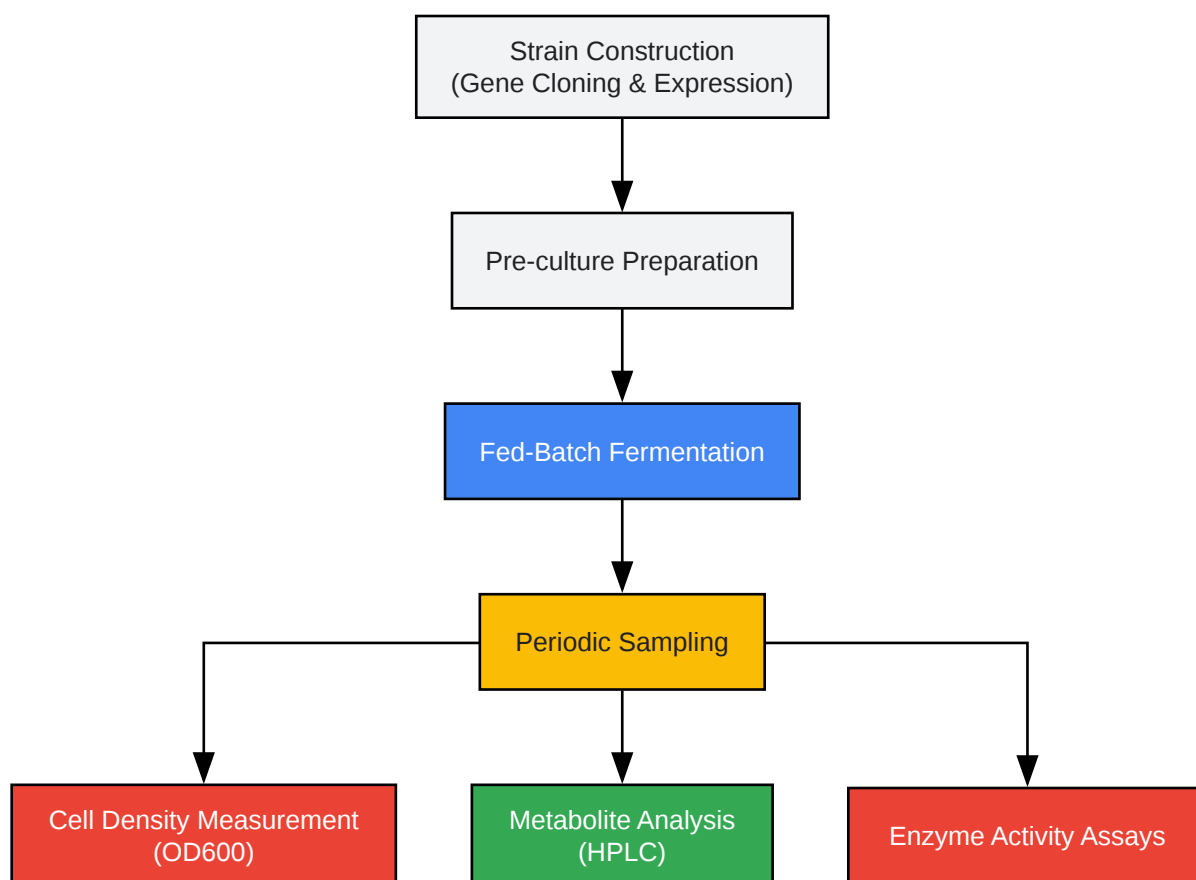 Strain Construction
(Gene Cloning & Expression)
Pre-culture Preparation
Fed-Batch Fermentation
Periodic Sampling
Cell Density Measurement
(OD600)
Metabolite Analysis
(HPLC)
Enzyme Activity Assays